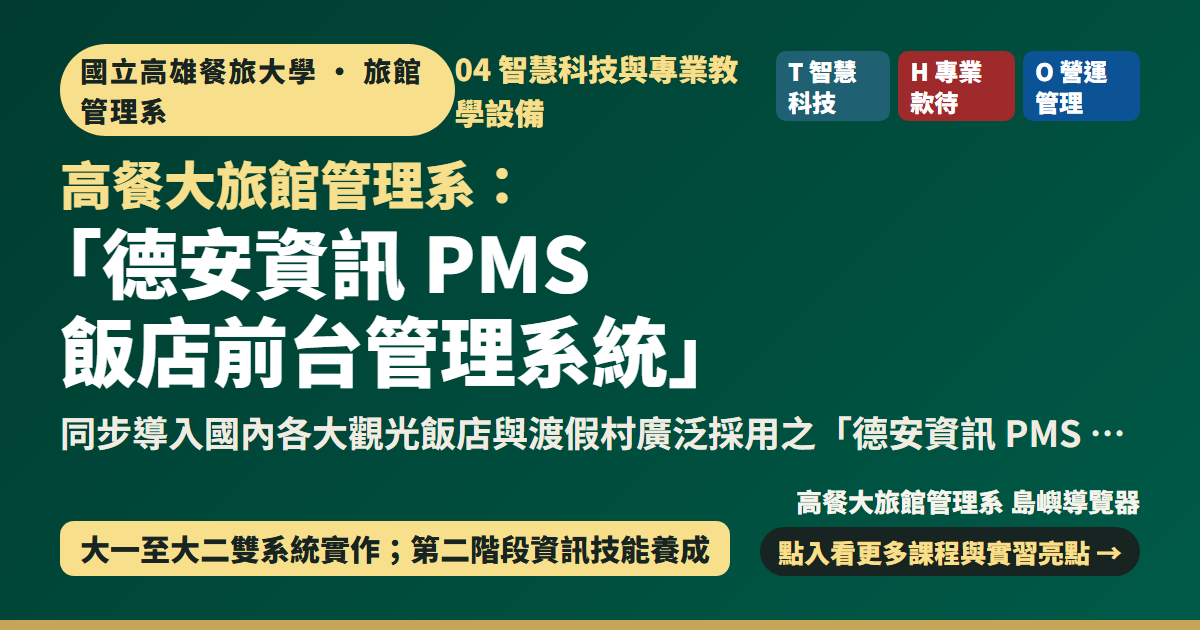 國立高雄餐旅大學 · 旅館
管理系
04 智慧科技與專業教
學設備
T 智慧
科技
H 專業
款待
O 營運
管理
高餐大旅館管理系：
「德安資訊 PMS
飯店前台管理系統」
同步導入國內各大觀光飯店與渡假村廣泛採用之「德安資訊 PMS …
高餐大旅館管理系 島嶼導覽器
大一至大二雙系統實作；第二階段資訊技能養成
點入看更多課程與實習亮點 →